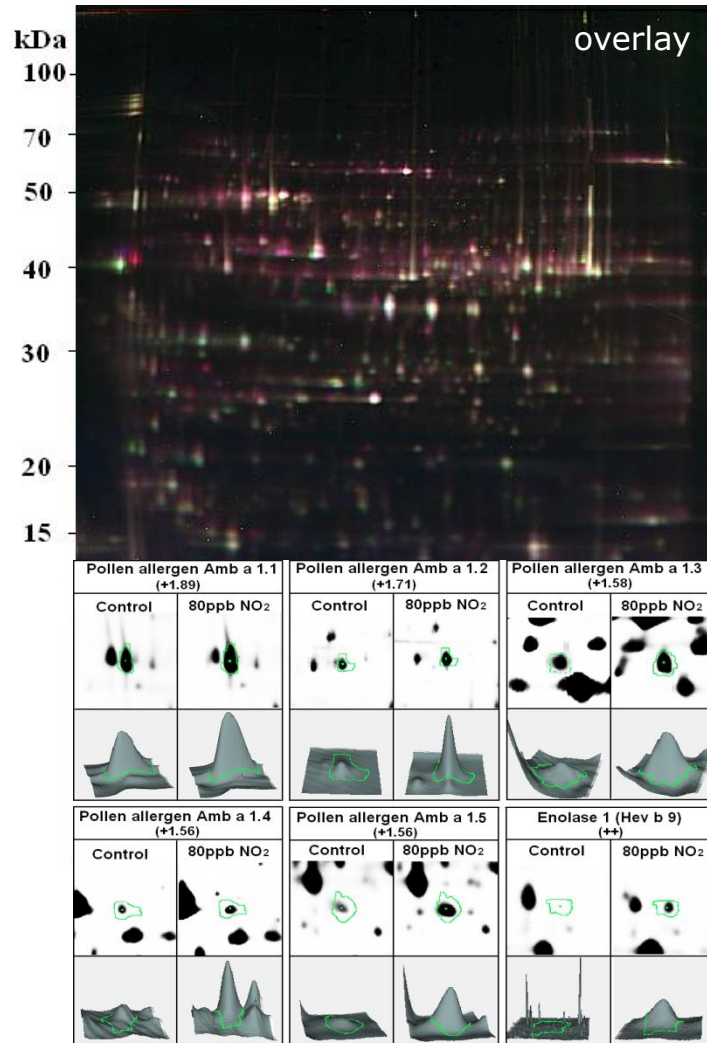 kDa
overlay
100
70
50
40
30
20
15
Pollen allergen Amb a 1.1
(+1.89)
Control
80ppb NO₂
Pollen allergen Amb a 1.2
(+1.71)
Control
80ppb NO₂
Pollen allergen Amb a 1.3
(+1.58)
Control
80ppb NO₂
Pollen allergen Amb a 1.4
(+1.56)
Control
80ppb NO₂
Pollen allergen Amb a 1.5
(+1.56)
Control
80ppb NO₂
Enolase 1 (Hev b 9)
(++)
Control
80ppb NO₂